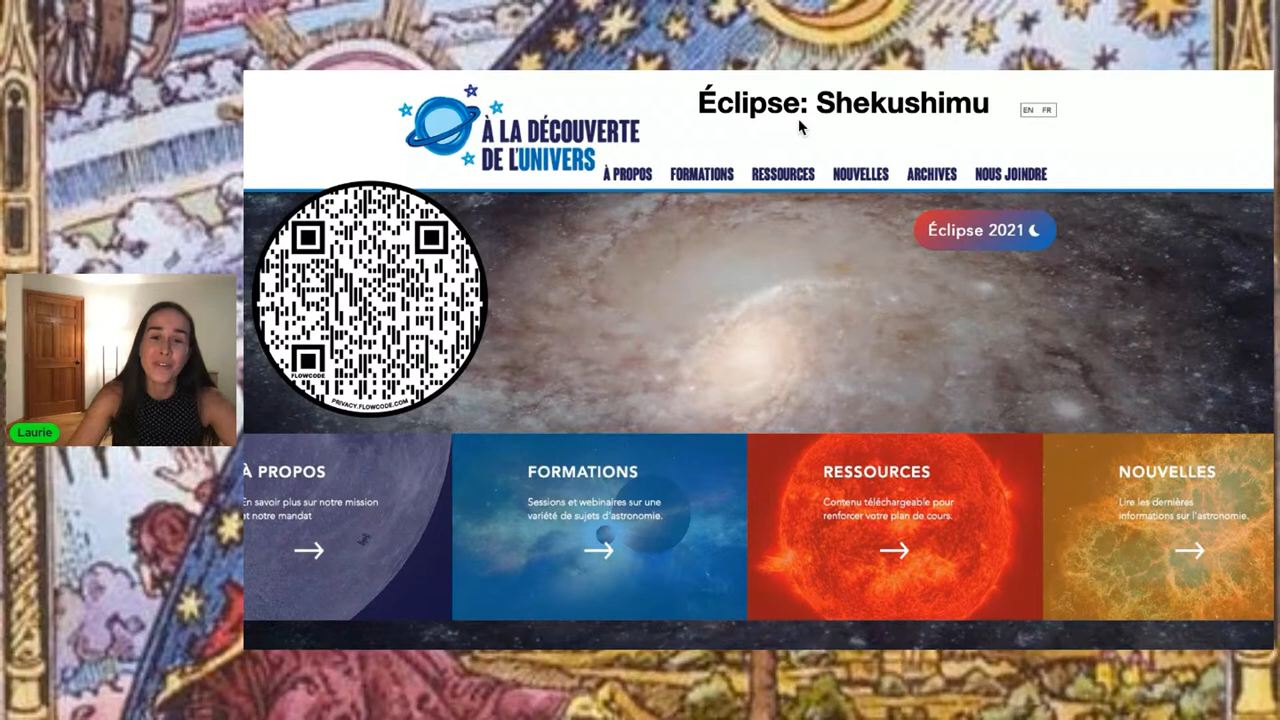 Éclipse: Shekushimu
EN FR
À LA DÉCOUVERTE
DE L'UNIVERS
À PROPOS FORMATIONS RESSOURCES NOUVELLES ARCHIVES NOUS JOINDRE
Éclipse 2021
FLOWCODE
PRIVACY.FLOWCODE.COM
Laurie
À PROPOS
En savoir plus sur notre mission
et notre mandat
FORMATIONS
Sessions et webinaires sur une
variété de sujets d'astronomie.
RESSOURCES
Contenu téléchargeable pour
renforcer votre plan de cours.
NOUVELLES
Lire les dernières
informations sur l'astronomie.